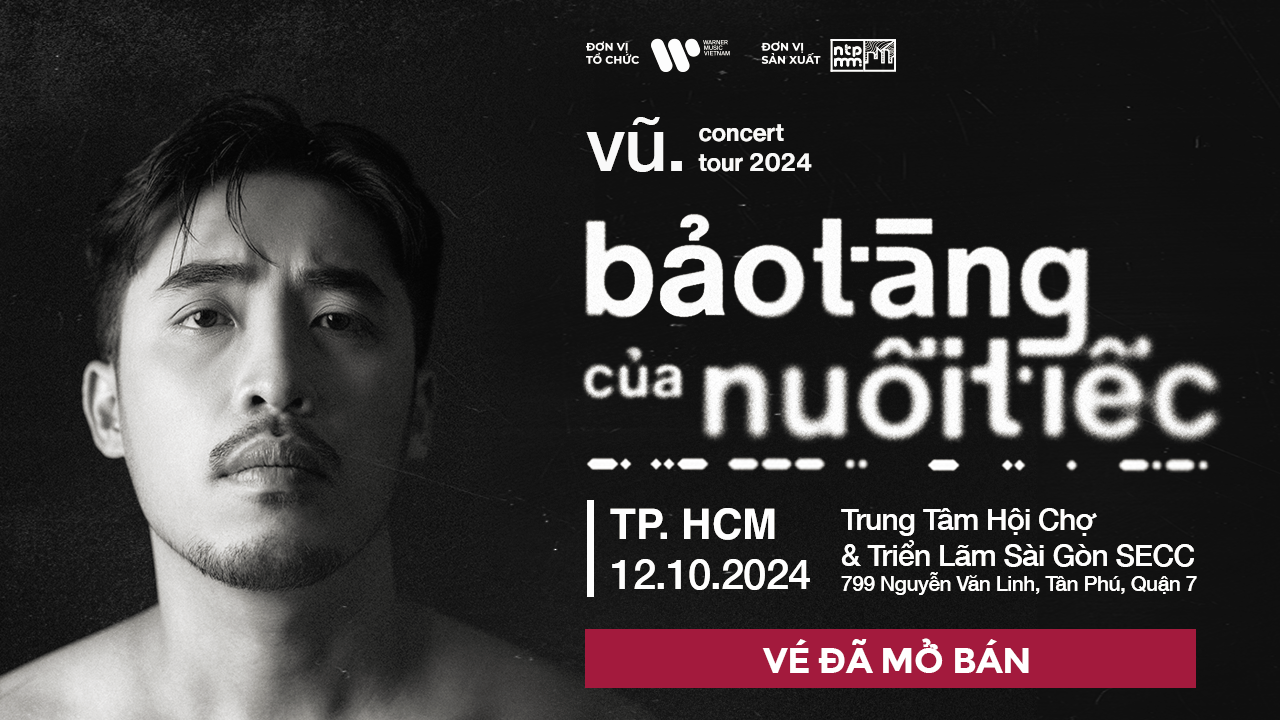 ĐƠN VỊ
TỔ CHỨC
WARNER
MUSIC
VIETNAM
ĐƠN VỊ
SẢN XUẤT
ntp
mm
vũ.
concert
tour 2024
bảo tàng
của nuối tiếc
TP. HCM
12.10.2024
Trung Tâm Hội Chợ
& Triển Lãm Sài Gòn SECC
799 Nguyễn Văn Linh, Tân Phú, Quận 7
VÉ ĐÃ MỞ BÁN